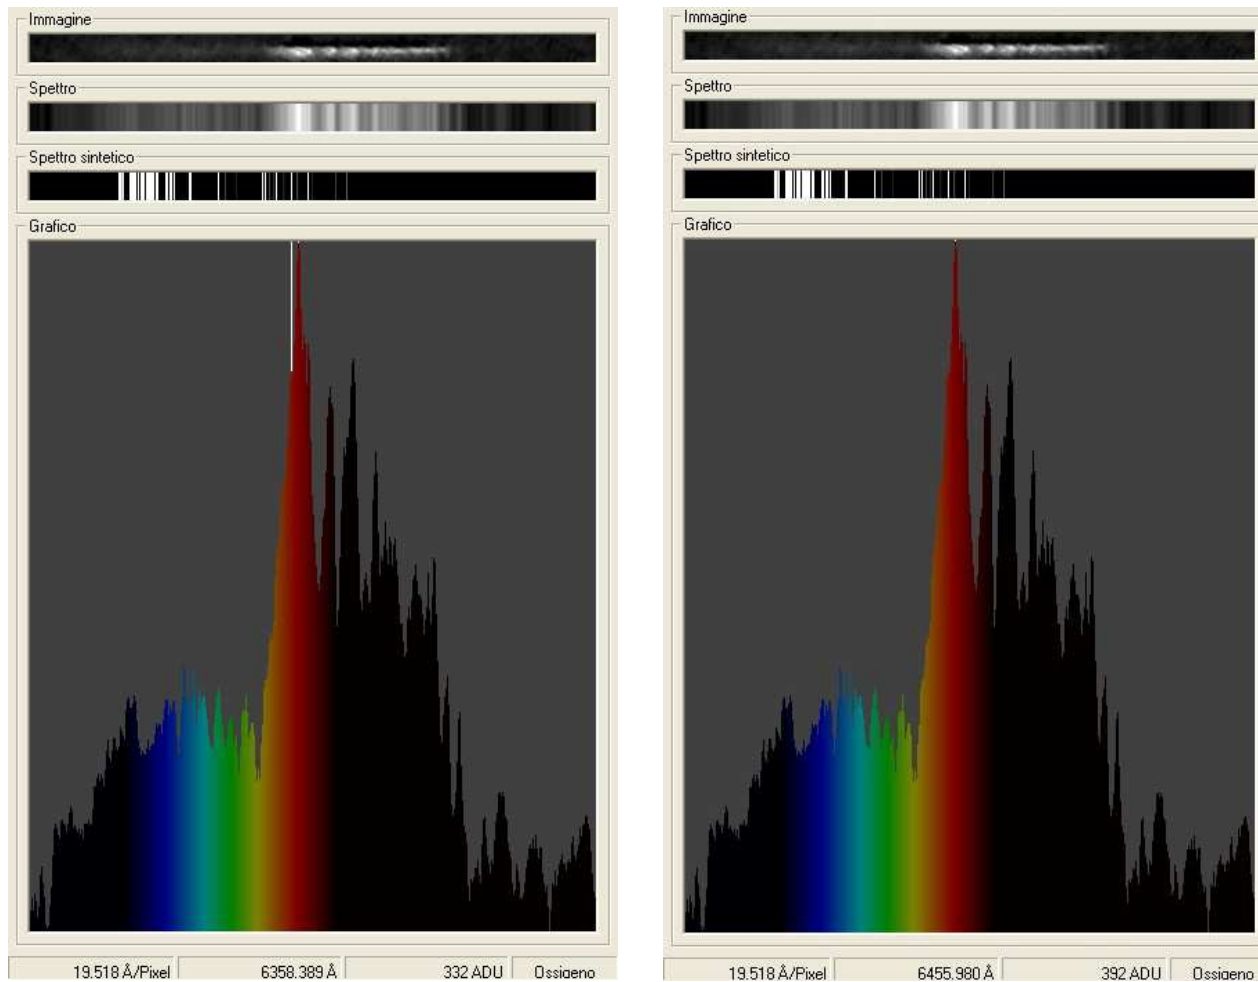 Immagine
Spettro
Spettro sintetico
Grafico
19.518 Å/Pixel 6358.389 Å 332 ADU Ossigeno
Immagine
Spettro
Spettro sintetico
Grafico
19.518 Å/Pixel 6455.980 Å 392 ADU Ossigeno